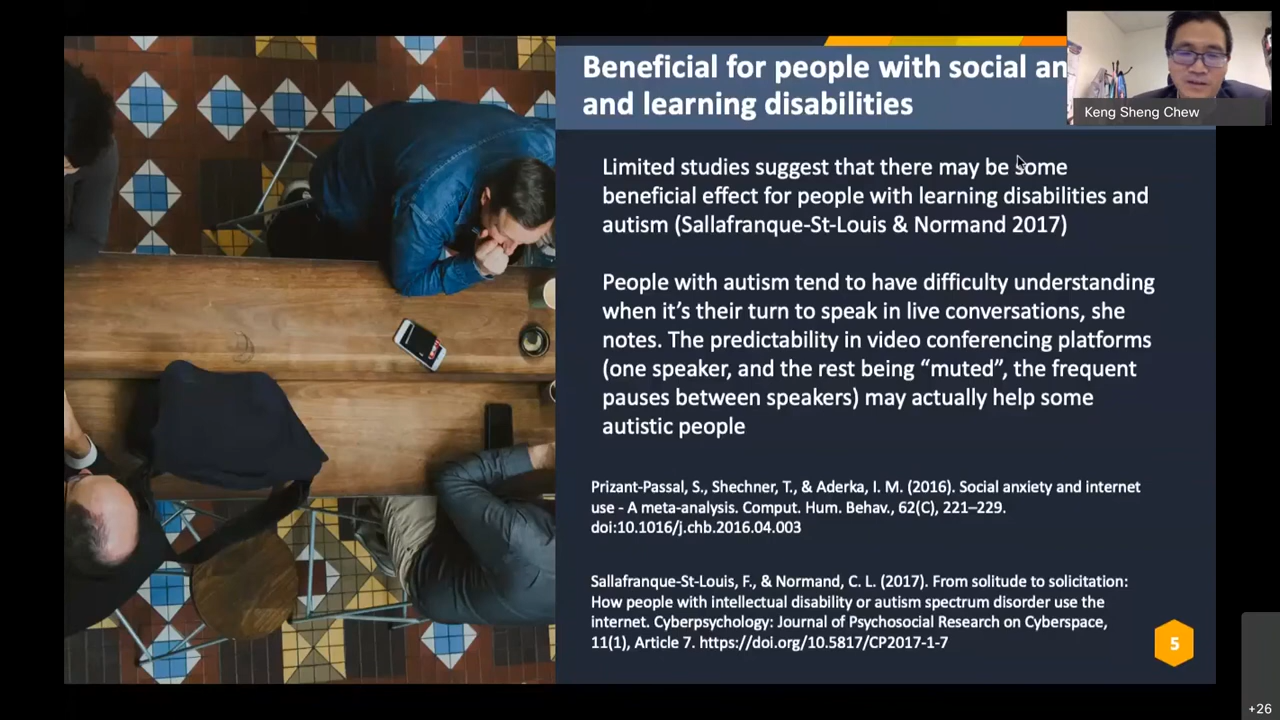 Beneficial for people with social an
and learning disabilities
Keng Sheng Chew
Limited studies suggest that there may be some
beneficial effect for people with learning disabilities and
autism (Sallafranque-St-Louis & Normand 2017)
People with autism tend to have difficulty understanding
when it’s their turn to speak in live conversations, she
notes. The predictability in video conferencing platforms
(one speaker, and the rest being “muted”, the frequent
pauses between speakers) may actually help some
autistic people
Prizant-Passal, S., Shechner, T., & Aderka, I. M. (2016). Social anxiety and internet
use - A meta-analysis. Comput. Hum. Behav., 62(C), 221–229.
doi:10.1016/j.chb.2016.04.003
Sallafranque-St-Louis, F., & Normand, C. L. (2017). From solitude to solicitation:
How people with intellectual disability or autism spectrum disorder use the
internet. Cyberpsychology: Journal of Psychosocial Research on Cyberspace,
11(1), Article 7. https://doi.org/10.5817/CP2017-1-7
5
+26